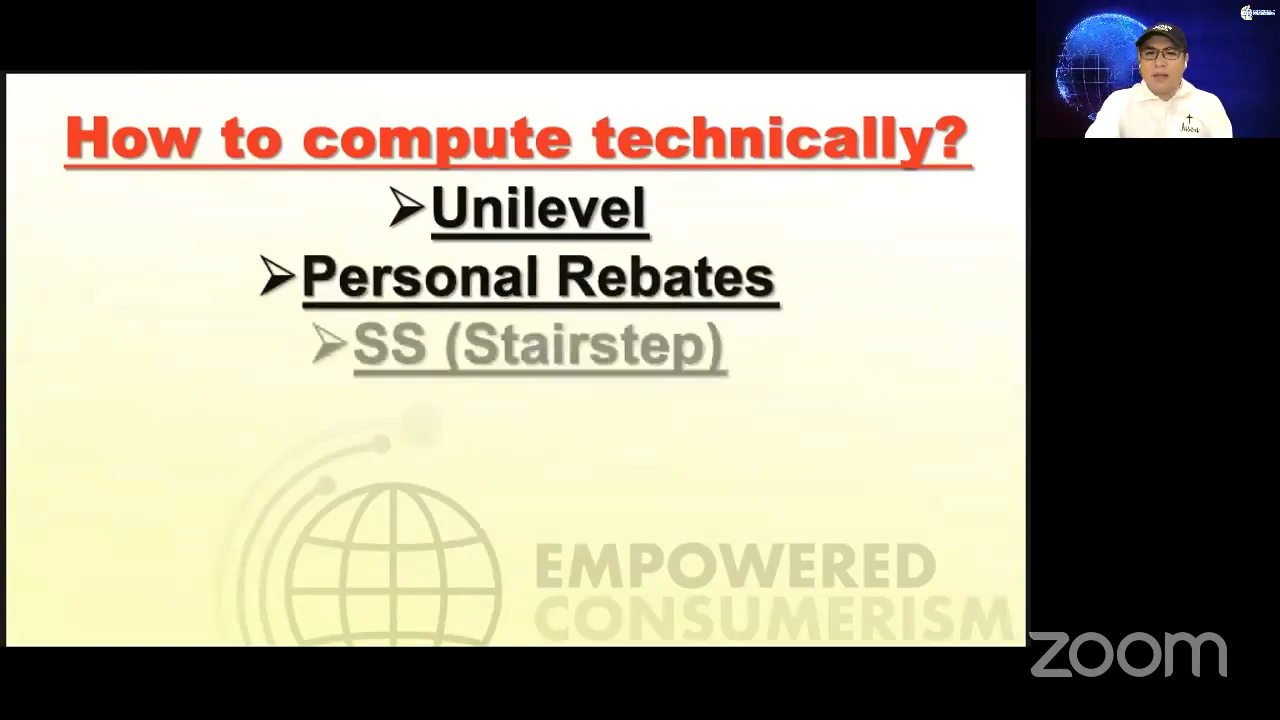 How to compute technically?
➢Unilevel
➢Personal Rebates
➢SS (Stairstep)
EMPOWERED
CONSUMERISM
zoom